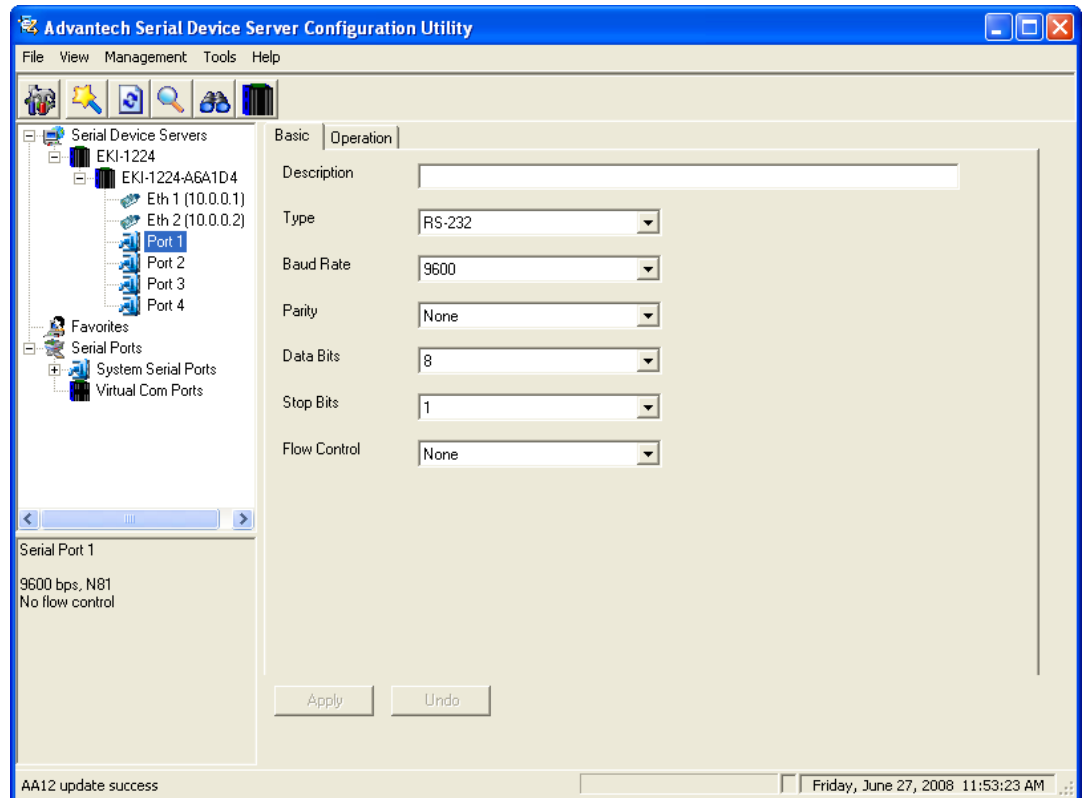 Advantech Serial Device Server Configuration Utility
File View Management Tools Help
Serial Device Servers
EKI-1224
EKI-1224-A6A1D4
Eth 1 (10.0.0.1)
Eth 2 (10.0.0.2)
Port 1
Port 2
Port 3
Port 4
Favorites
Serial Ports
System Serial Ports
Virtual Com Ports
Serial Port 1
9600 bps, N81
No flow control
Basic Operation
Description
Type RS-232
Baud Rate 9600
Parity None
Data Bits 8
Stop Bits 1
Flow Control None
Apply Undo
AA12 update success
Friday, June 27, 2008 11:53:23 AM